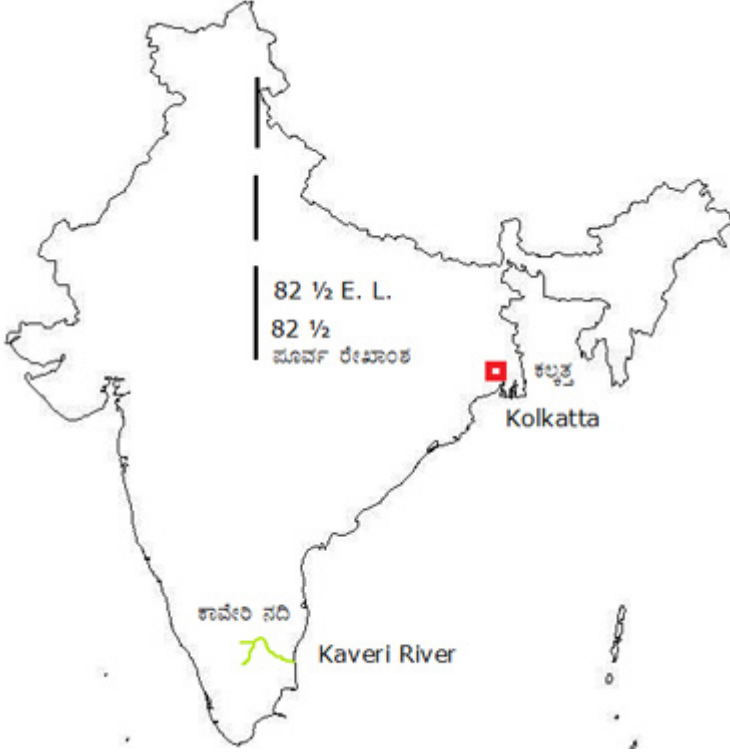 82 ½ E. L.
82 ½
ಪೂರ್ವ ರೇಖಾಂಶ
ಕಲ್ಕತ್ತ
Kolkatta
ಕಾವೇರಿ ನದಿ
Kaveri River